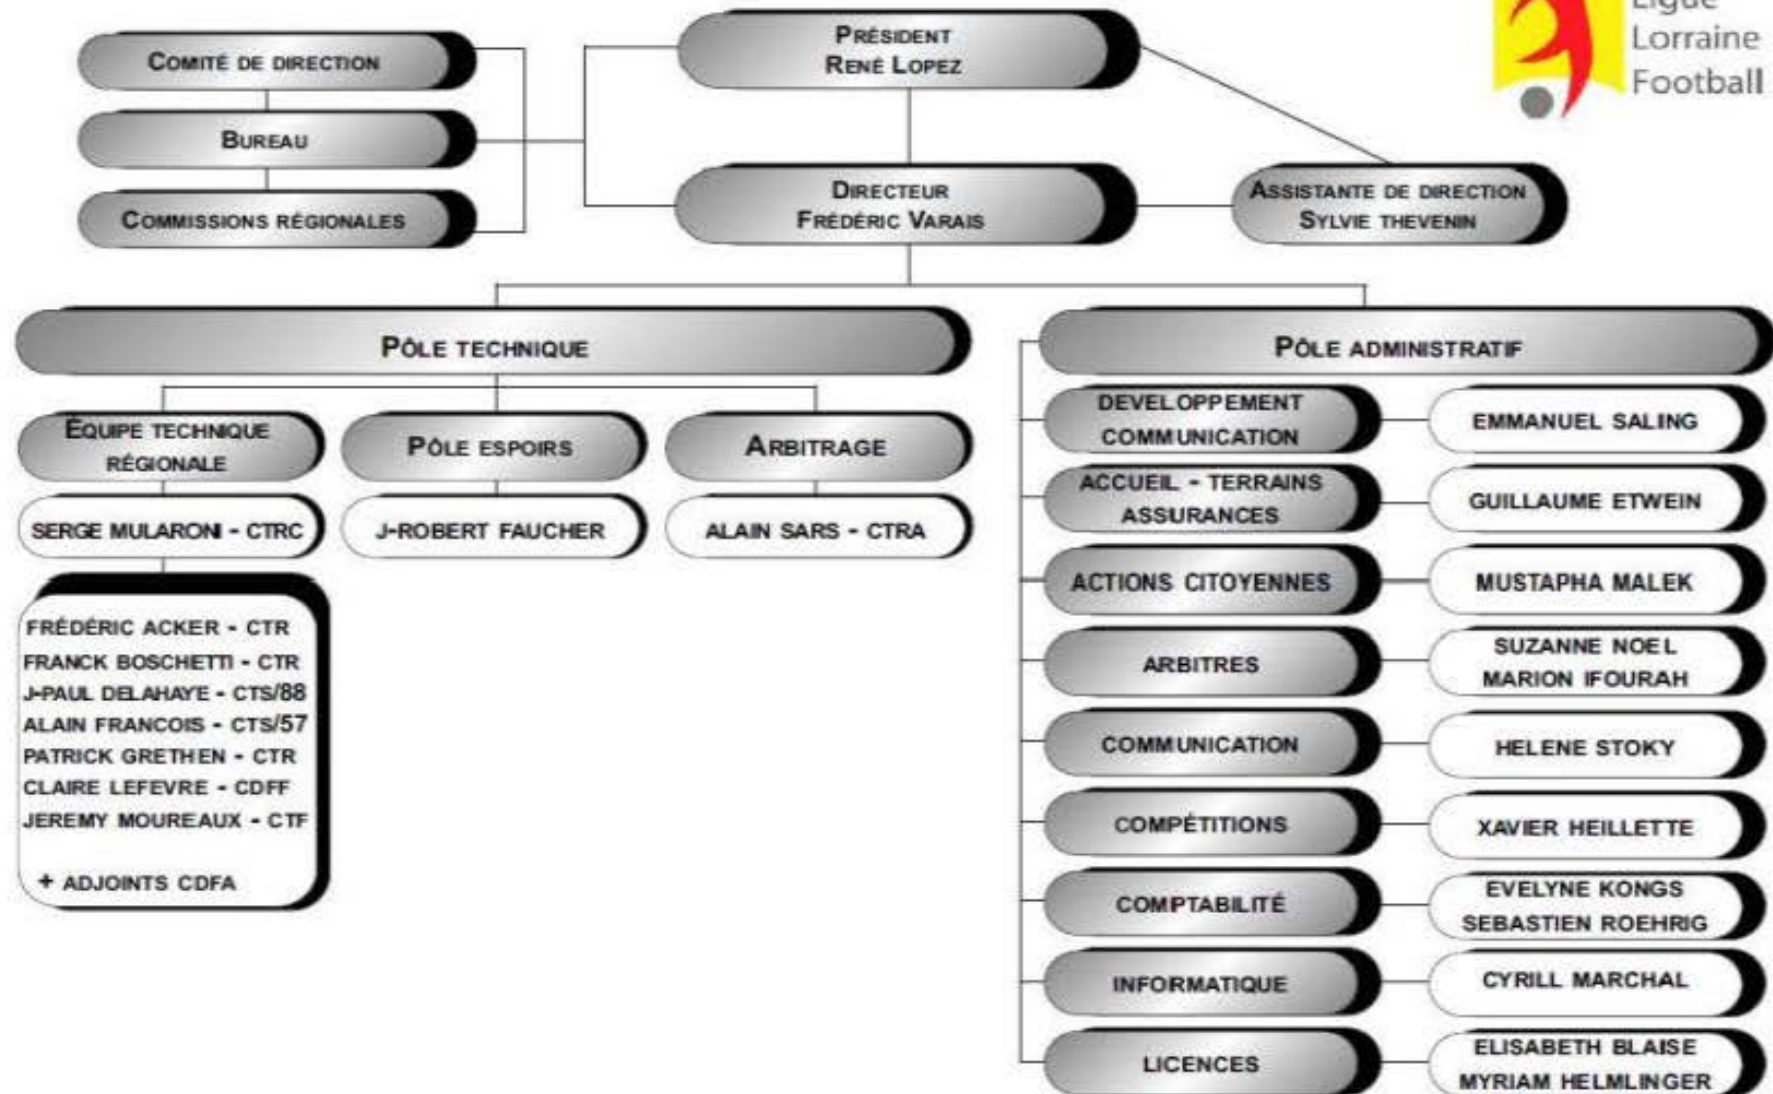 Ligue
Lorraine
Football
PRÉSIDENT
RENÉ LOPEZ
COMITÉ DE DIRECTION
BUREAU
COMMISSIONS RÉGIONALES
DIRECTEUR
FRÉDÉRIC VARAIS
ASSISTANTE DE DIRECTION
SYLVIE THEVENIN
PÔLE TECHNIQUE
ÉQUIPE TECHNIQUE
RÉGIONALE
PÔLE ESPOIRS
ARBITRAGE
SERGE MULARONI - CTRC
J-ROBERT FAUCHER
ALAIN SARS - CTRA
FRÉDÉRIC ACKER - CTR
FRANCK BOSCHETTI - CTR
J-PAUL DELAHAYE - CTS/88
ALAIN FRANCOIS - CTS/57
PATRICK GRETHEN - CTR
CLAIRE LEFEVRE - CDFF
JEREMY MOUREAUX - CTF
+ ADJOINTS CDFA
PÔLE ADMINISTRATIF
DEVELOPPEMENT
COMMUNICATION
EMMANUEL SALING
ACCUEIL - TERRAINS
ASSURANCES
GUILLAUME ETWEIN
ACTIONS CITOYENNES
MUSTAPHA MALEK
ARBITRES
SUZANNE NOEL
MARION IFOURAH
COMMUNICATION
HELENE STOKY
COMPÉTITIONS
XAVIER HEILLETTE
COMPTABILITÉ
EVELYNE KONGS
SEBASTIEN ROEHRIG
INFORMATIQUE
CYRILL MARCHAL
LICENCES
ELISABETH BLAISE
MYRIAM HELMLINGER